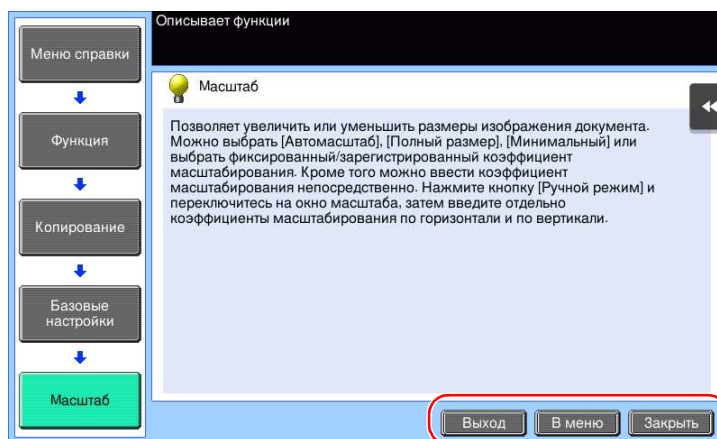 Описывает функции
Меню справки
Функция
Копирование
Базовые
настройки
Масштаб
Масштаб
Позволяет увеличить или уменьшить размеры изображения документа.
Можно выбрать [Автомасштаб], [Полный размер], [Минимальный] или
выбрать фиксированный/зарегистрированный коэффициент
масштабирования. Кроме того можно ввести коэффициент
масштабирования непосредственно. Нажмите кнопку [Ручной режим] и
переключитесь на окно масштаба, затем введите отдельно
коэффициенты масштабирования по горизонтали и по вертикали.
Выход
В меню
Закрыть